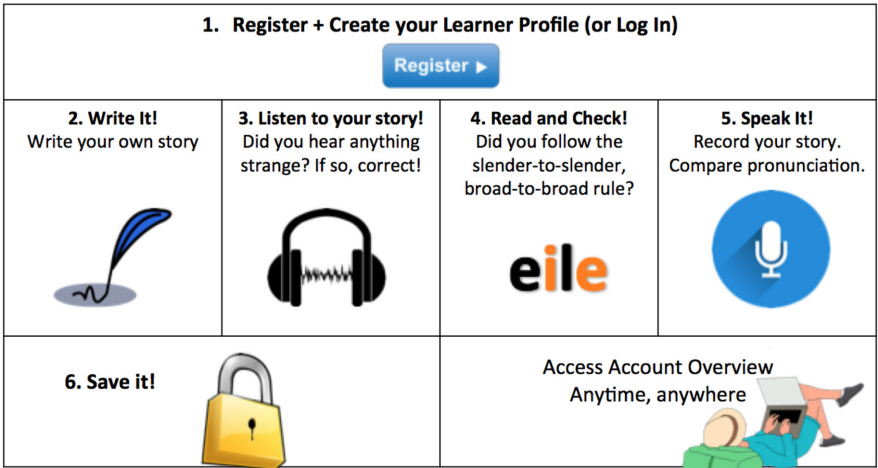 1. Register + Create your Learner Profile (or Log In)
Register
2. Write It!
Write your own story
3. Listen to your story!
Did you hear anything
strange? If so, correct!
4. Read and Check!
Did you follow the
slender-to-slender,
broad-to-broad rule?
eile
5. Speak It!
Record your story.
Compare pronunciation.
6. Save it!
Access Account Overview
Anytime, anywhere